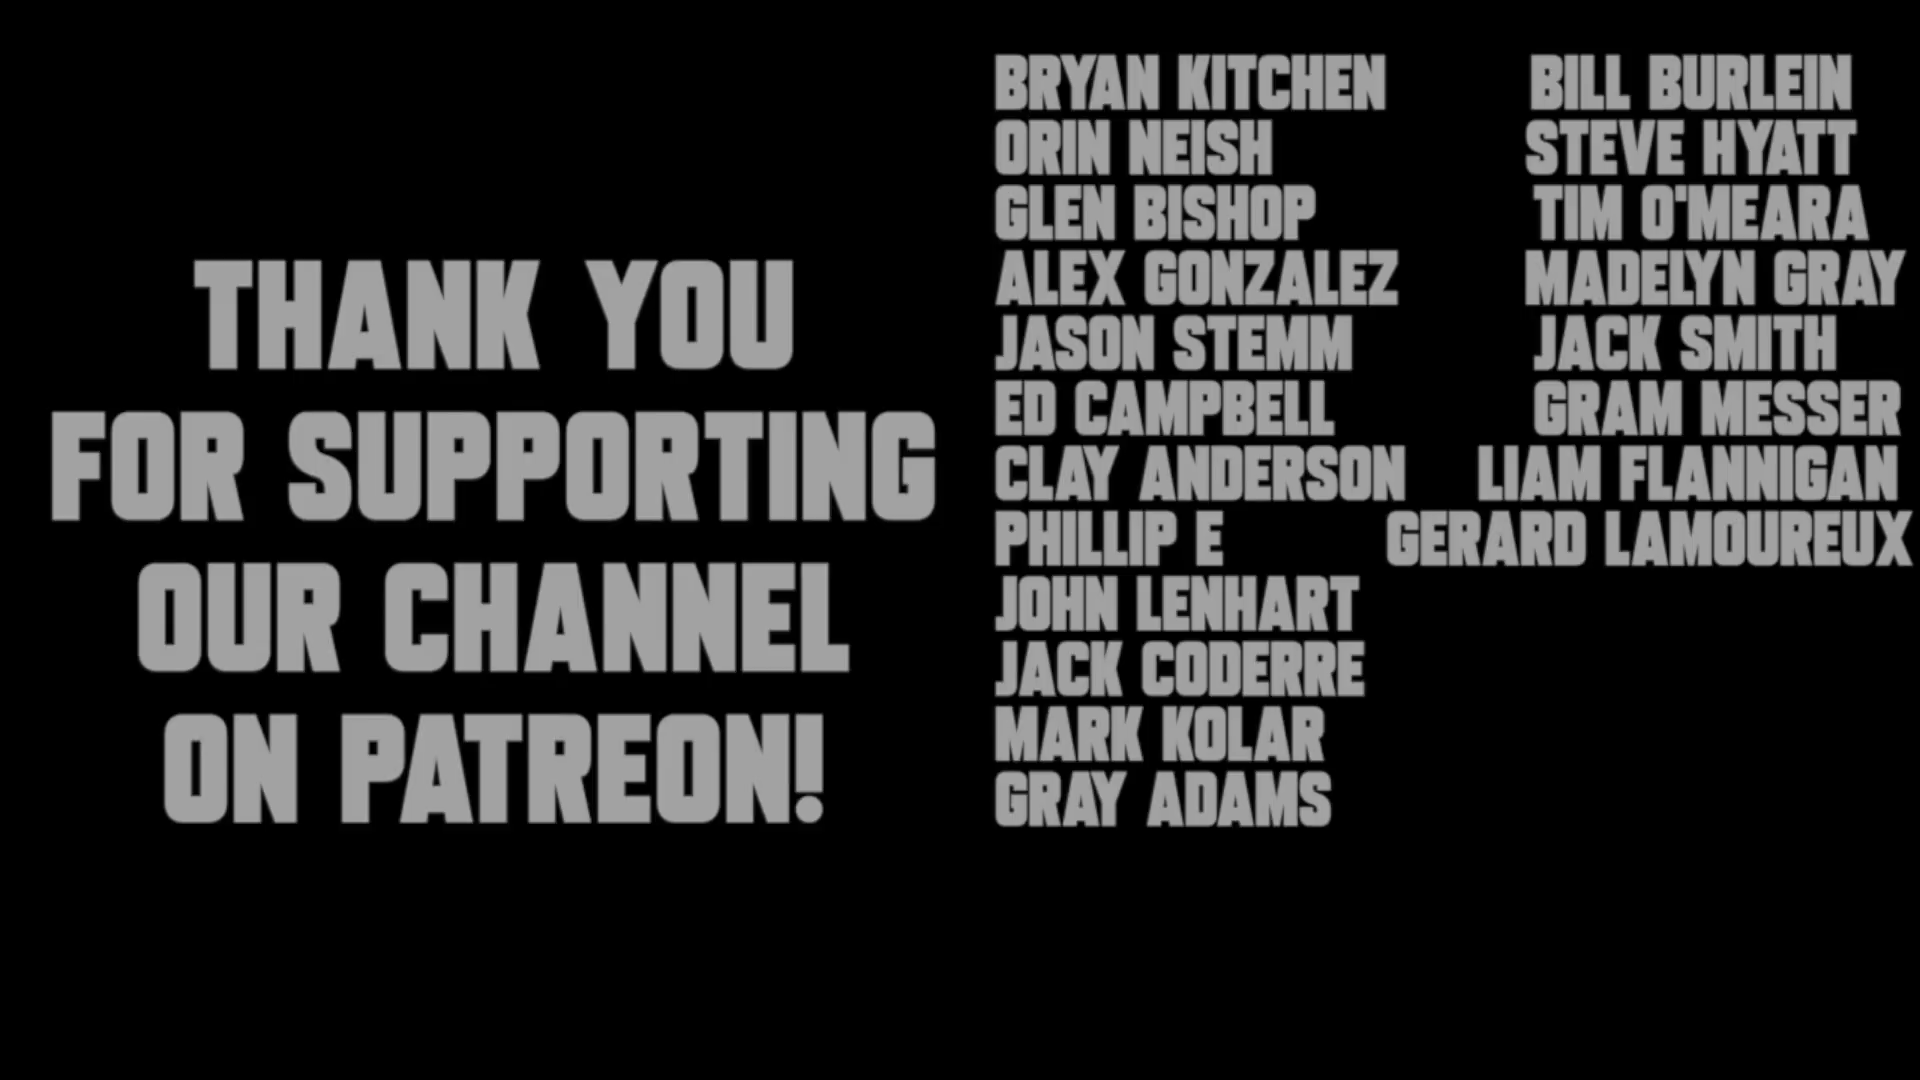 THANK YOU
FOR SUPPORTING
OUR CHANNEL
ON PATREON!
BRYAN KITCHEN
ORIN NEISH
GLEN BISHOP
ALEX GONZALEZ
JASON STEMM
ED CAMPBELL
CLAY ANDERSON
PHILLIP E
JOHN LENHART
JACK CODERRE
MARK KOLAR
GRAY ADAMS
BILL BURLEIN
STEVE HYATT
TIM O'MEARA
MADELYN GRAY
JACK SMITH
GRAM MESSER
LIAM FLANNIGAN
GERARD LAMOUREUX